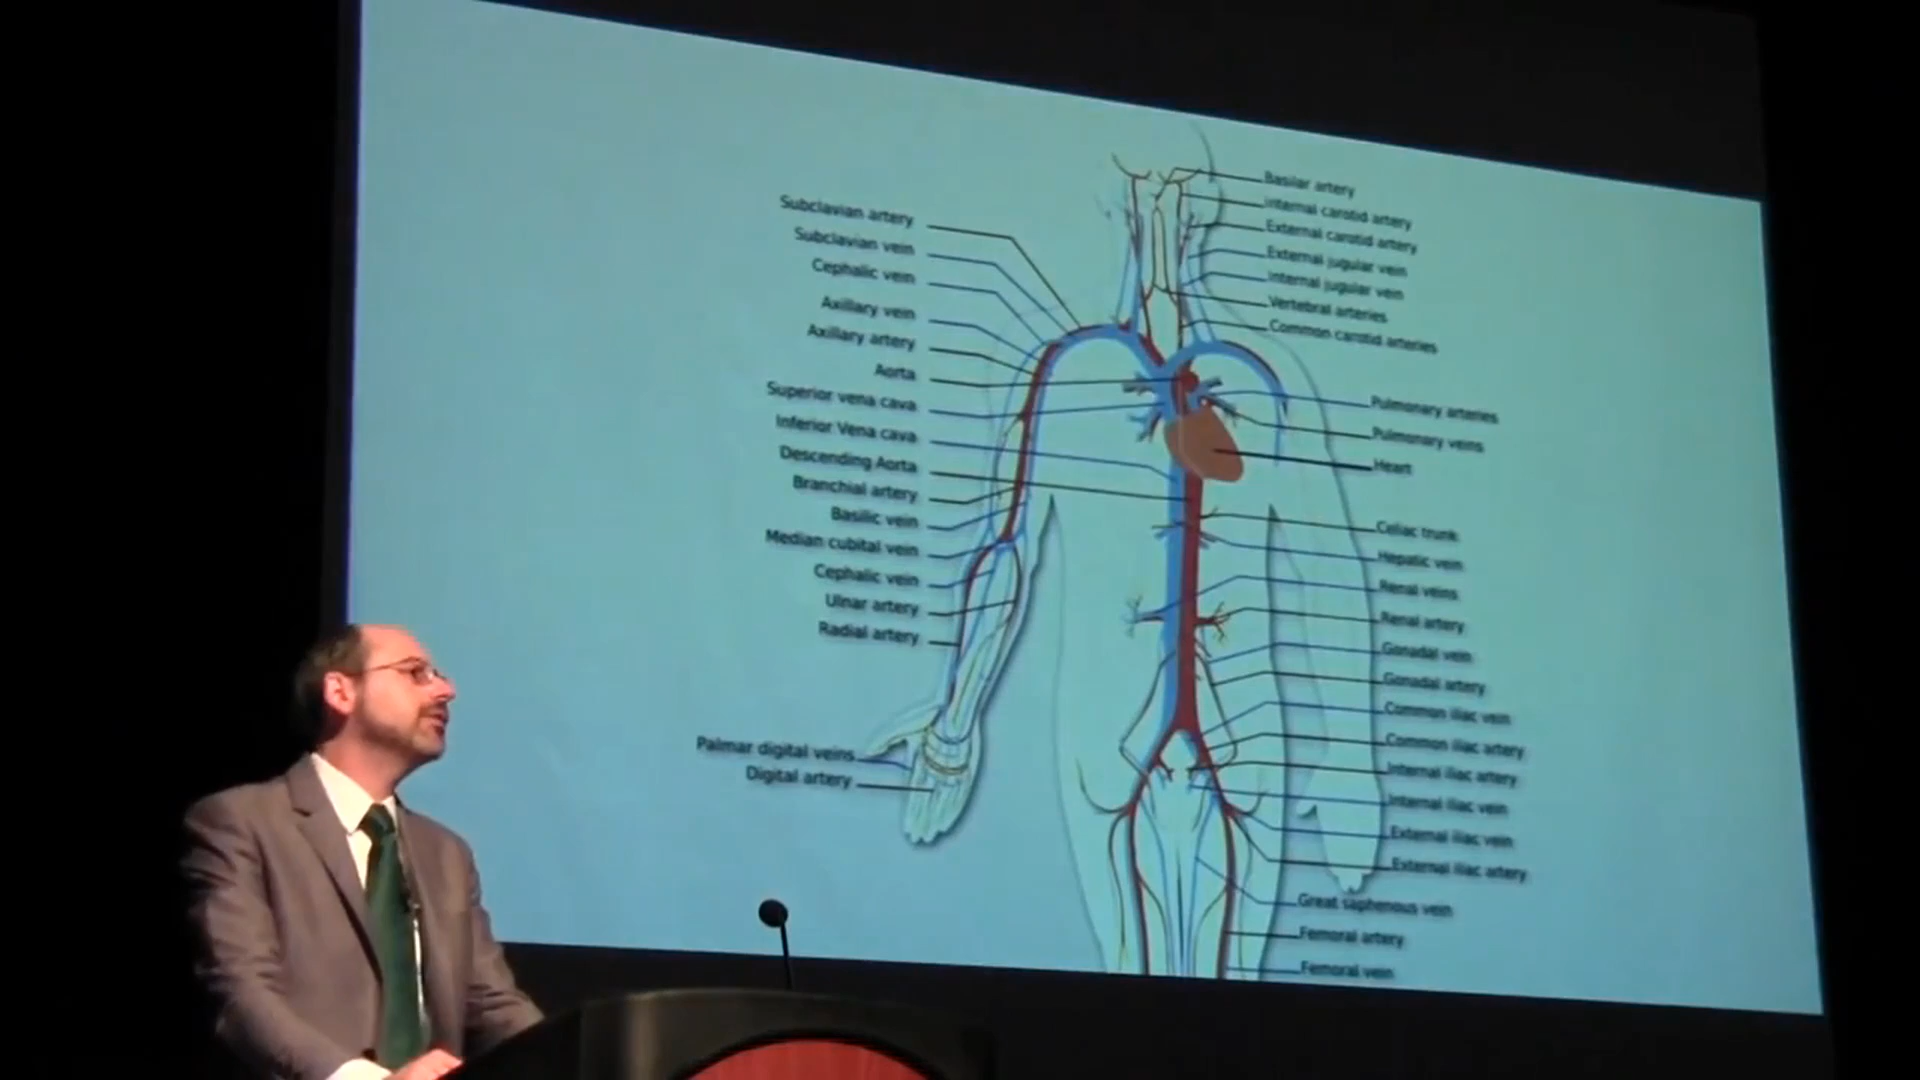 Subclavian artery
Subclavian vein
Cephalic vein
Axillary vein
Axillary artery
Aorta
Superior vena cava
Inferior Vena cava
Descending Aorta
Branchial artery
Basilic vein
Median cubital vein
Cephalic vein
Ulnar artery
Radial artery
Palmar digital veins
Digital artery
Basilar artery
Internal carotid artery
External carotid artery
External jugular vein
Internal jugular vein
Vertebral arteries
Common carotid arteries
Pulmonary arteries
Pulmonary veins
Heart
Celiac trunk
Hepatic vein
Renal veins
Renal artery
Gonadal vein
Gonadal artery
Common iliac vein
Common iliac artery
Internal iliac artery
Internal iliac vein
External iliac vein
External iliac artery
Great saphenous vein
Femoral artery
Femoral vein